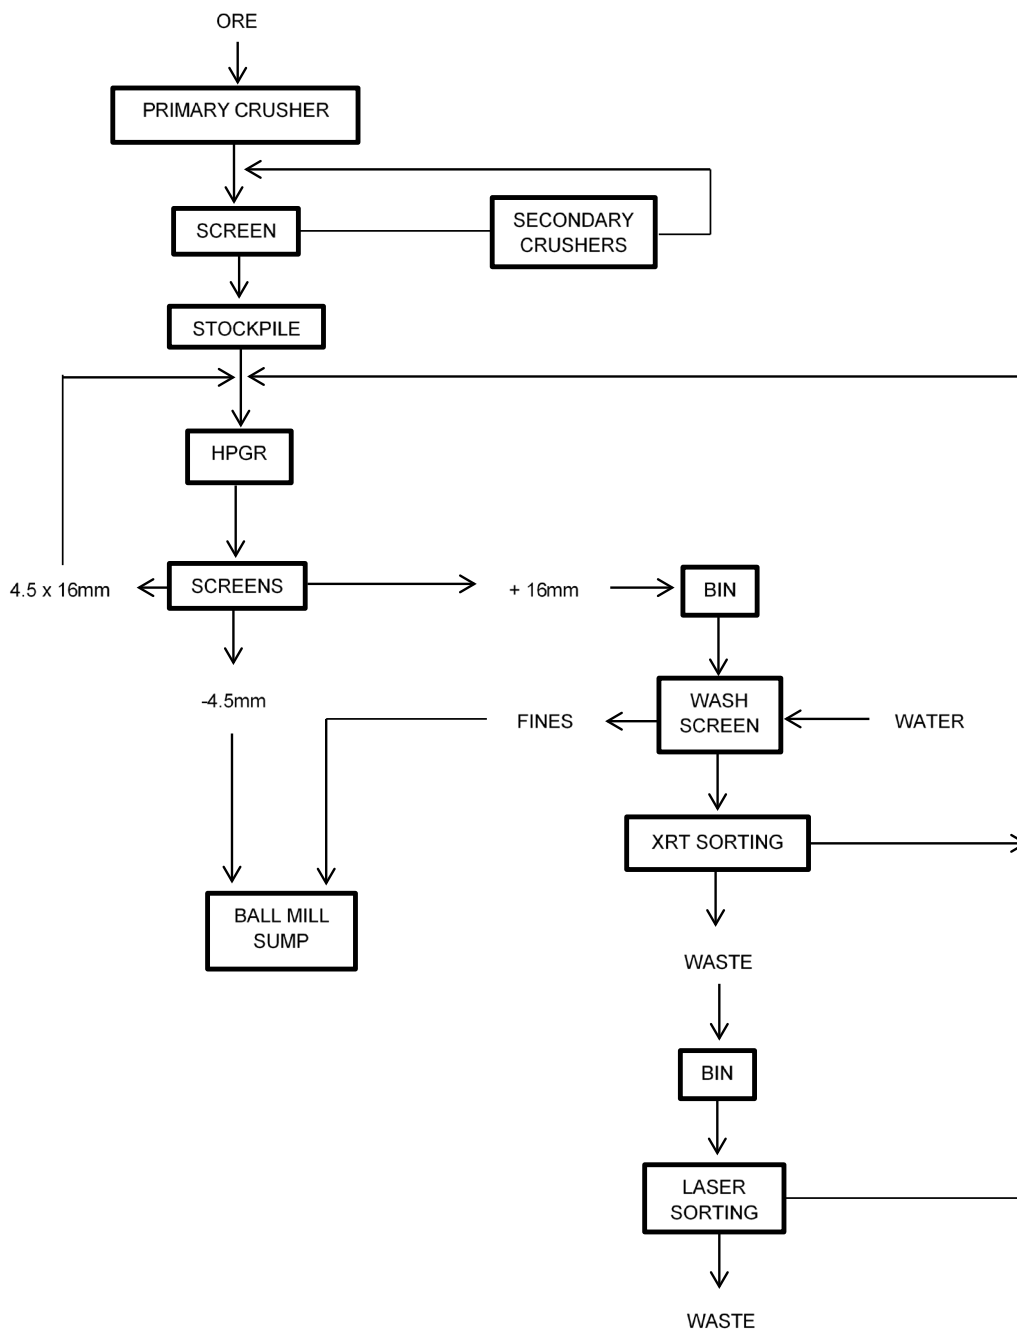 ORE
PRIMARY CRUSHER
SCREEN
SECONDARY
CRUSHERS
STOCKPILE
HPGR
4.5 x 16mm
SCREENS
+ 16mm
BIN
-4.5mm
FINES
WASH
SCREEN
WATER
XRT SORTING
BALL MILL
SUMP
WASTE
BIN
LASER
SORTING
WASTE